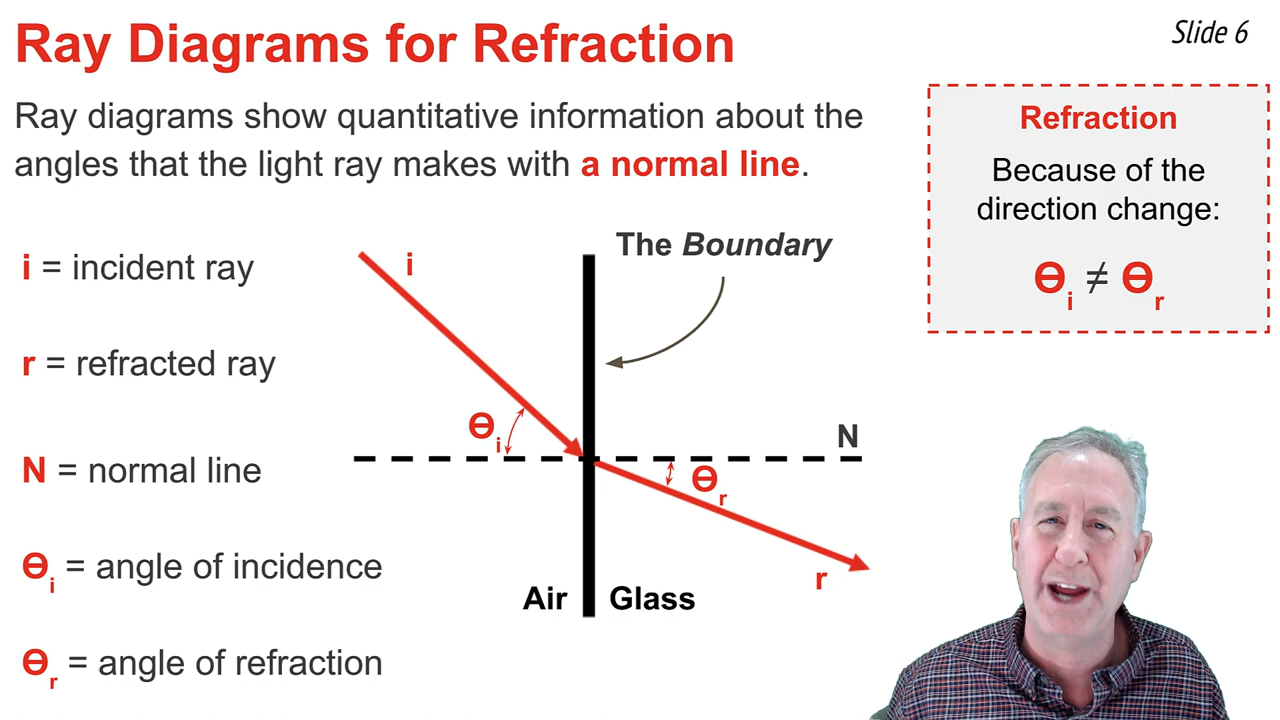 Ray Diagrams for Refraction
Slide 6
Ray diagrams show quantitative information about the
angles that the light ray makes with a normal line.
Refraction
Because of the
direction change:
Ɵi ≠ Ɵr
i = incident ray
r = refracted ray
N = normal line
Ɵi = angle of incidence
Ɵr = angle of refraction
The Boundary
i
Ɵi
N
Ɵr
r
Air
Glass